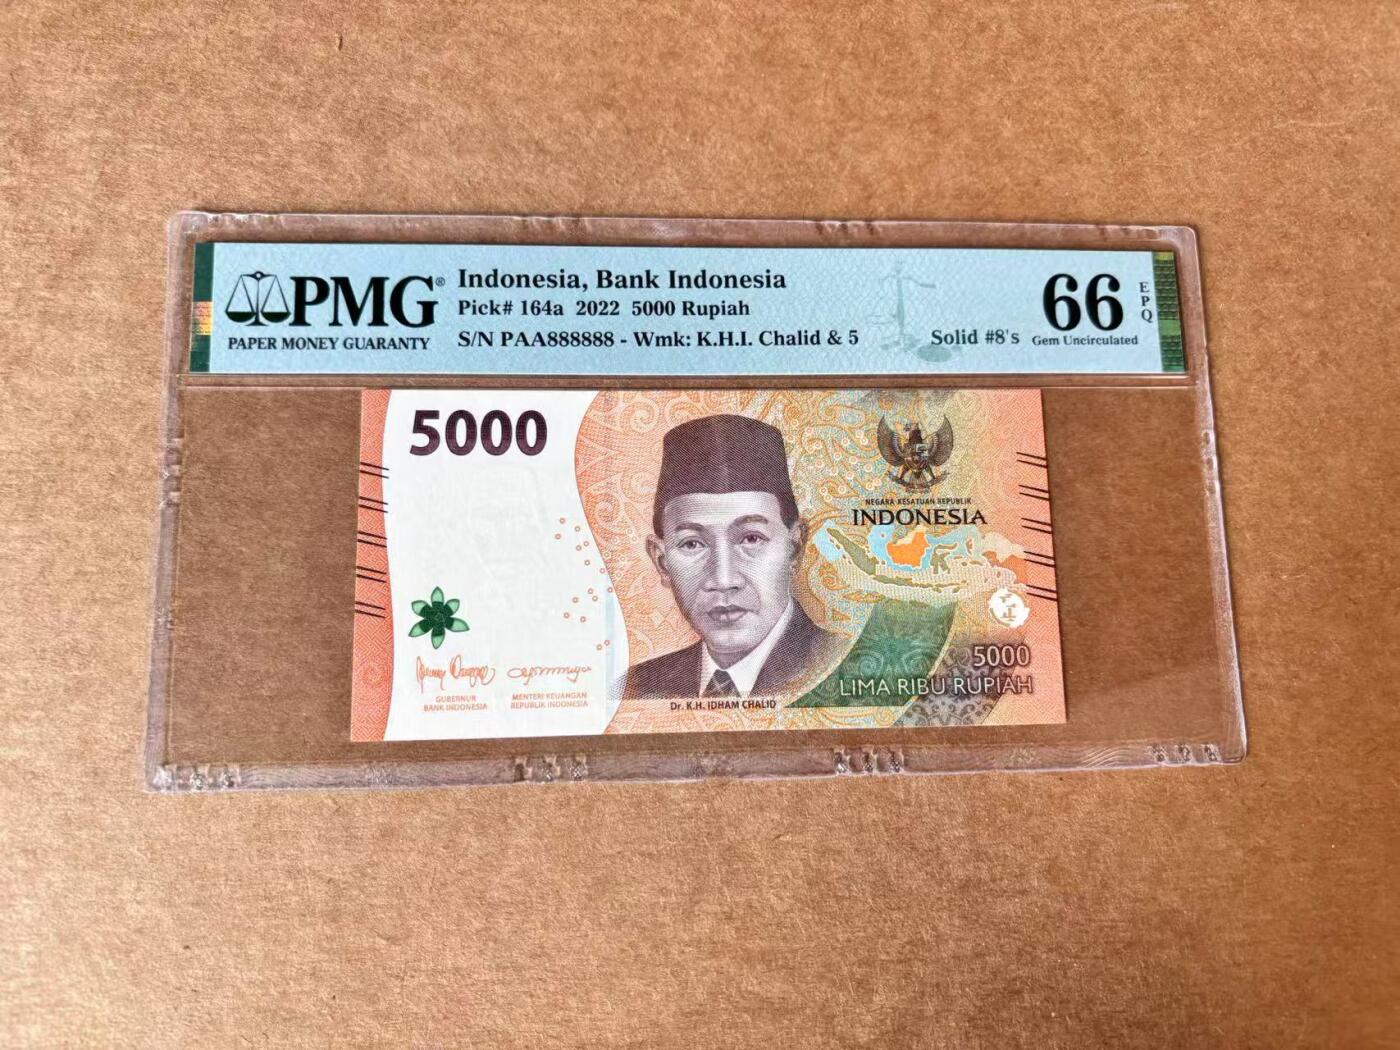 PMG®
PAPER MONEY GUARANTY
Indonesia, Bank Indonesia
Pick# 164a 2022 5000 Rupiah
S/N PAA888888 - Wmk: K.H.I. Chalid & 5
Solid #8's
66
EPQ
Gem Uncirculated
5000
NEGARA KESATUAN REPUBLIK
INDONESIA
GUBERNUR
BANK INDONESIA
MENTERI KEUANGAN
REPUBLIK INDONESIA
Dr. K.H. IDHAM CHALID
5000
LIMA RIBU RUPIAH